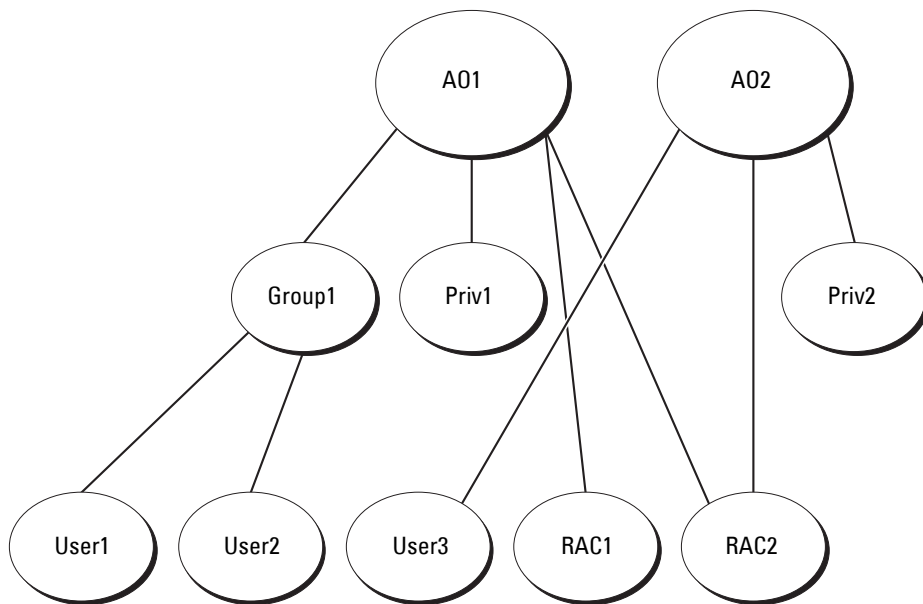 AO1
AO2
Group1
Priv1
Priv2
User1
User2
User3
RAC1
RAC2